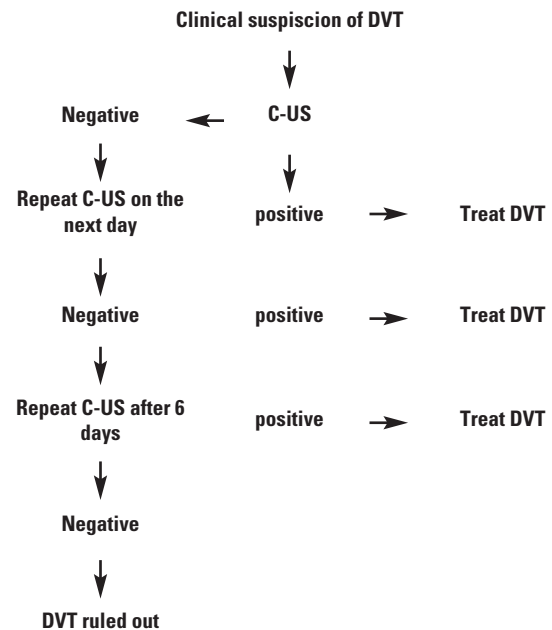 Clinical suspiscion of DVT
Negative
C-US
Repeat C-US on the
next day
positive
Treat DVT
Negative
positive
Treat DVT
Repeat C-US after 6
days
positive
Treat DVT
Negative
DVT ruled out